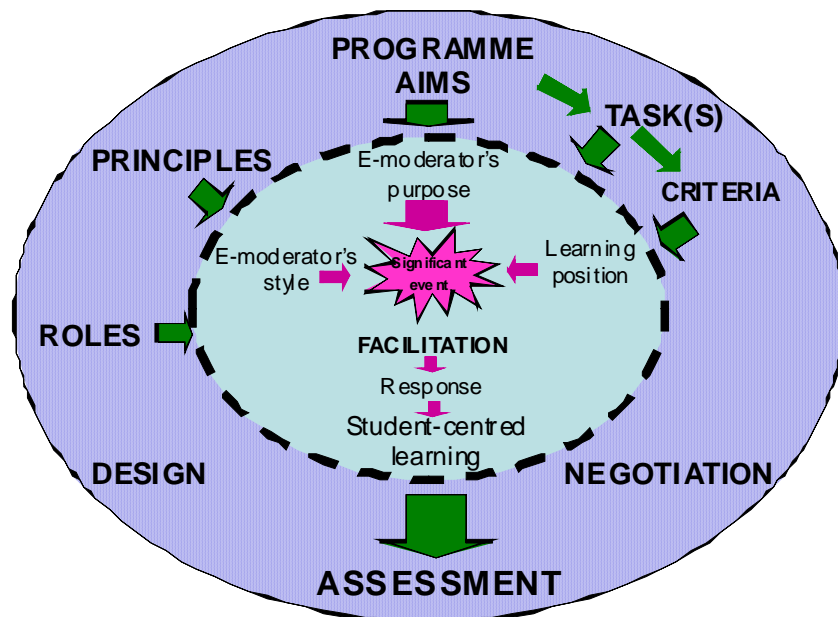 PROGRAMME
AIMS
TASK(S)
PRINCIPLES
CRITERIA
E-moderator's
purpose
E-moderator's
style
Significant
event
Learning
position
ROLES
FACILITATION
Response
Student-centred
learning
DESIGN
NEGOTIATION
ASSESSMENT